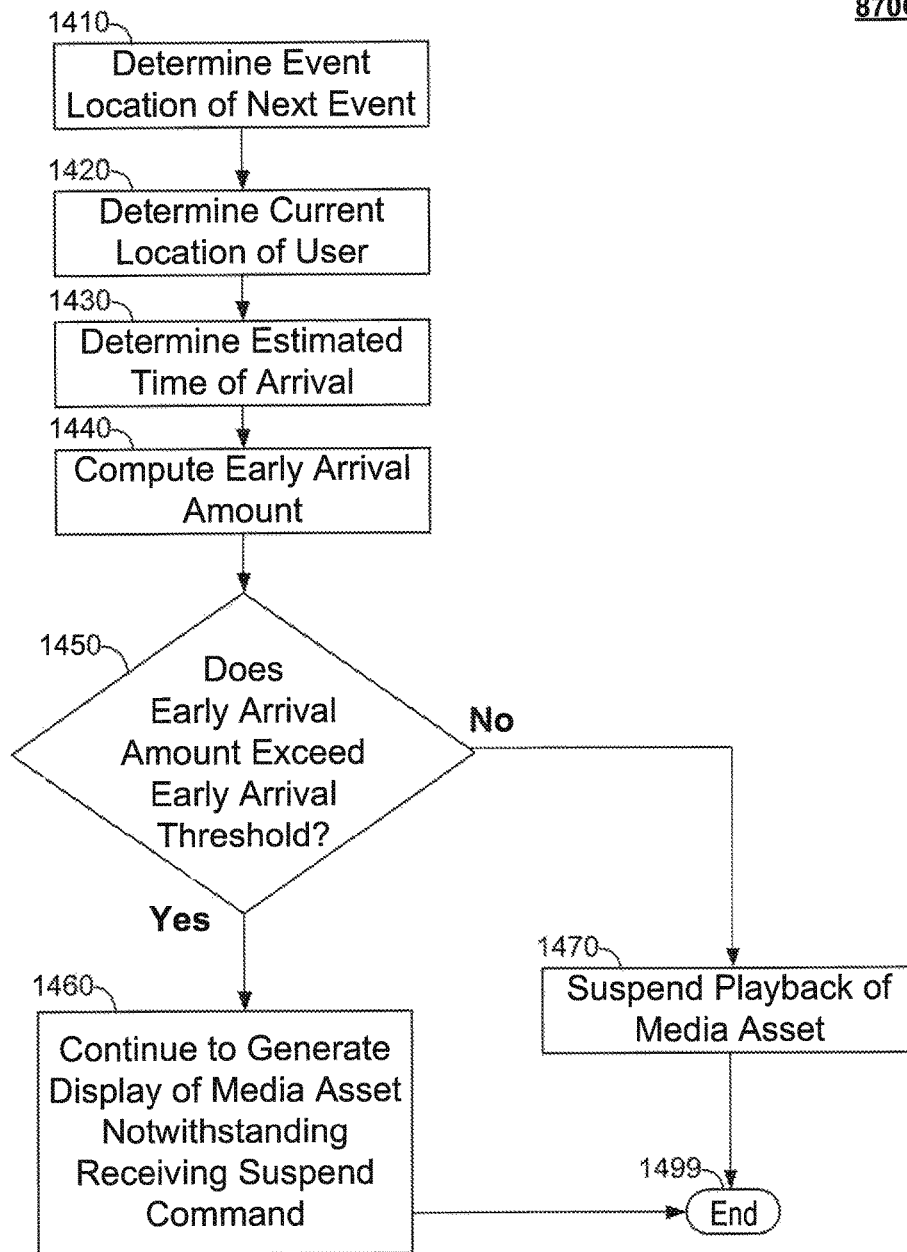 8700
1410
Determine Event
Location of Next Event
1420
Determine Current
Location of User
1430
Determine Estimated
Time of Arrival
1440
Compute Early Arrival
Amount
1450
Does
Early Arrival
Amount Exceed
Early Arrival
Threshold?
No
Yes
1460
Continue to Generate
Display of Media Asset
Notwithstanding
Receiving Suspend
Command
1470
Suspend Playback of
Media Asset
1499
End